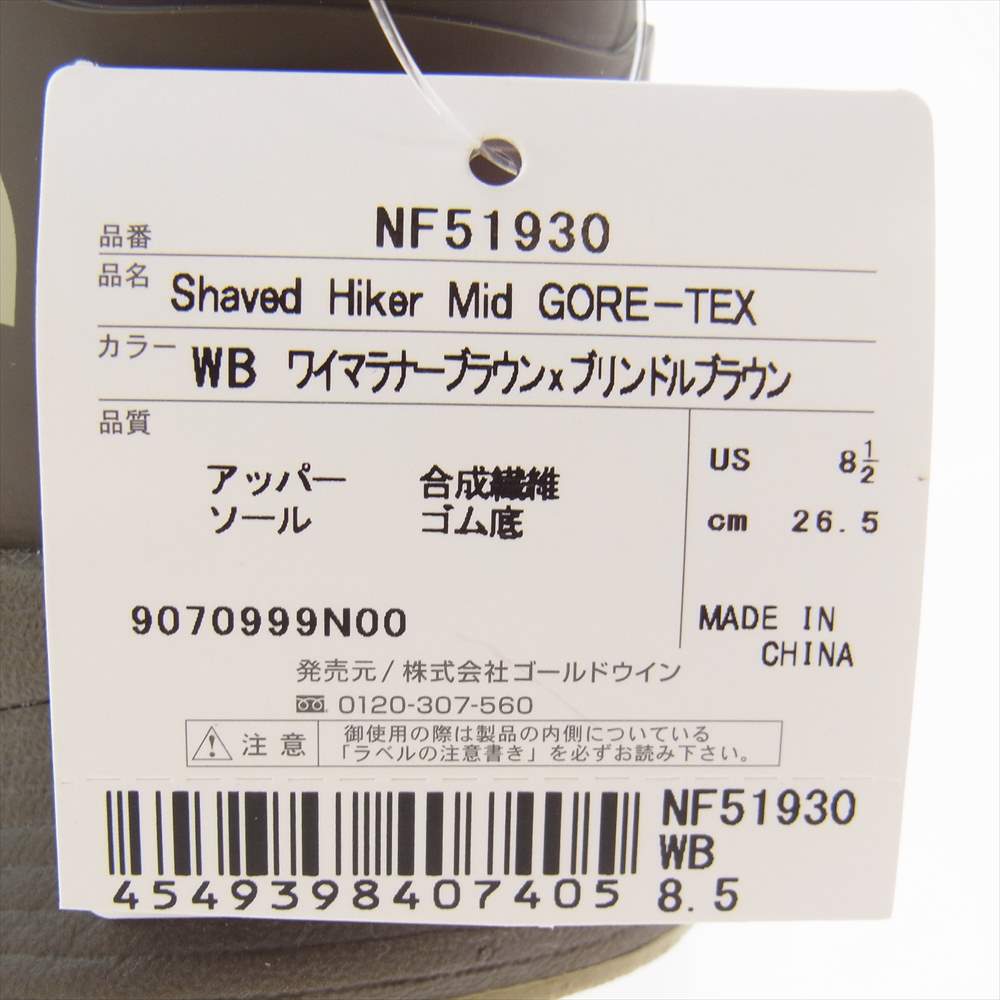 品番 NF51930
品名 Shaved Hiker Mid GORE-TEX
カラー WB ワイマラナーブラウンxブリンドルブラウン
品質
アッパー 合成繊維
ソール ゴム底
US 8½
cm 26.5
9070999N00
MADE IN
CHINA
発売元/株式会社ゴールドウイン
0120-307-560
注意
御使用の際は製品の内側についている
「ラベルの注意書き」を必ずお読み下さい。
4549398407405
NF51930
WB
8.5